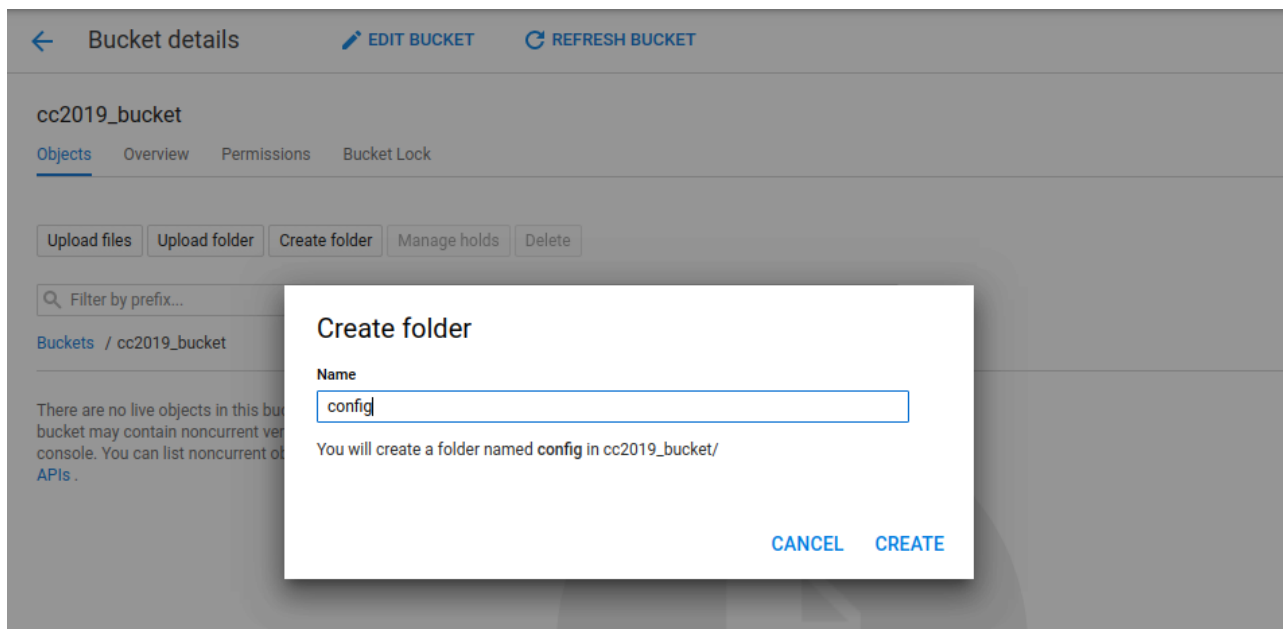 Bucket details EDIT BUCKET REFRESH BUCKET
cc2019_bucket
Objects Overview Permissions Bucket Lock
Upload files Upload folder Create folder Manage holds Delete
Filter by prefix...
Buckets / cc2019_bucket
There are no live objects in this
bucket may contain noncurrent
console. You can list noncurrent
APIs .
Create folder
Name
config
You will create a folder named config in cc2019_bucket/
CANCEL CREATE